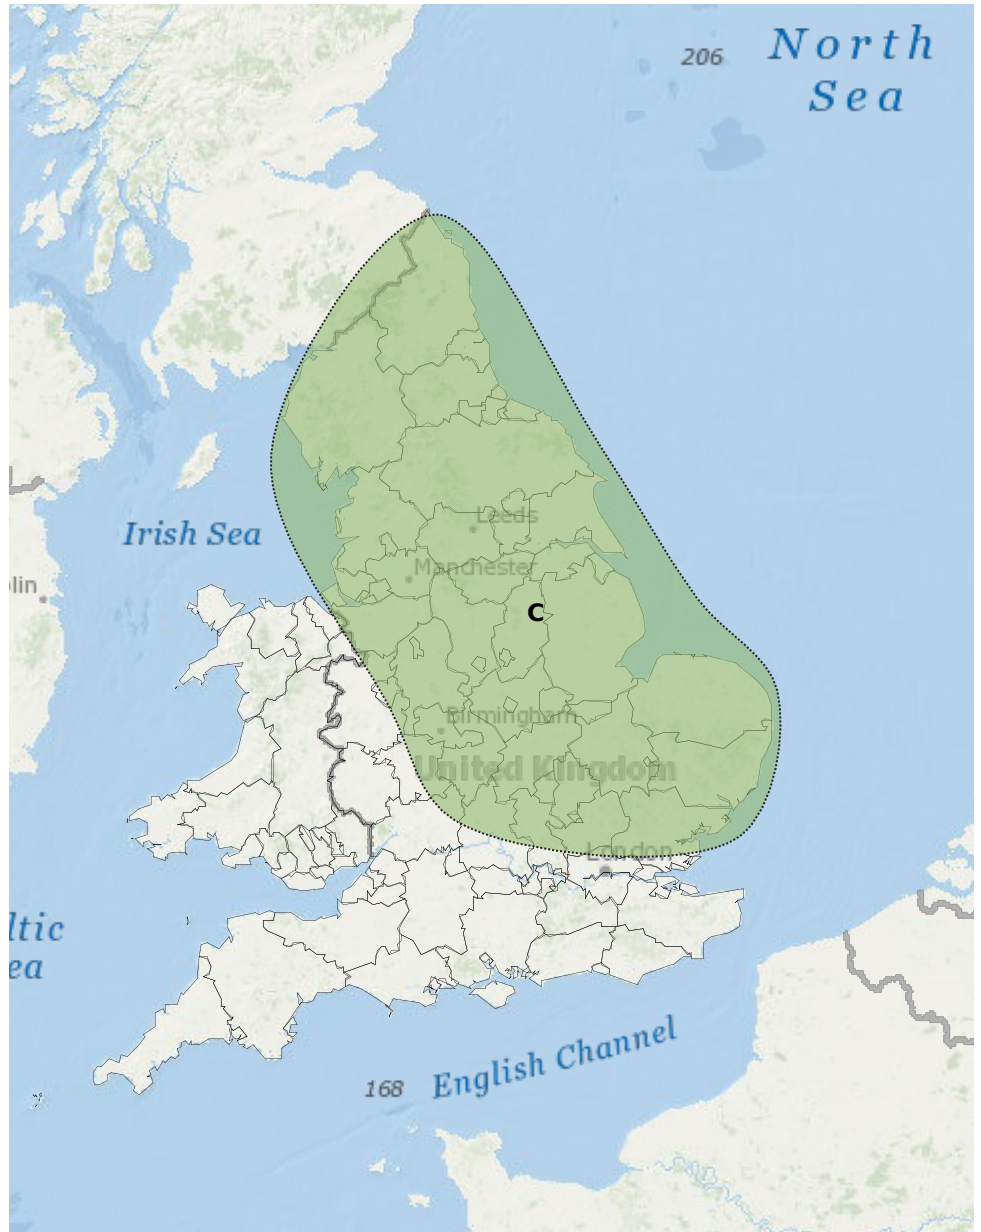 206
North
Sea
Leeds
Irish Sea
Manchester
lin
C
Birmingham
United Kingdom
London
ltic
ea
English Channel
168